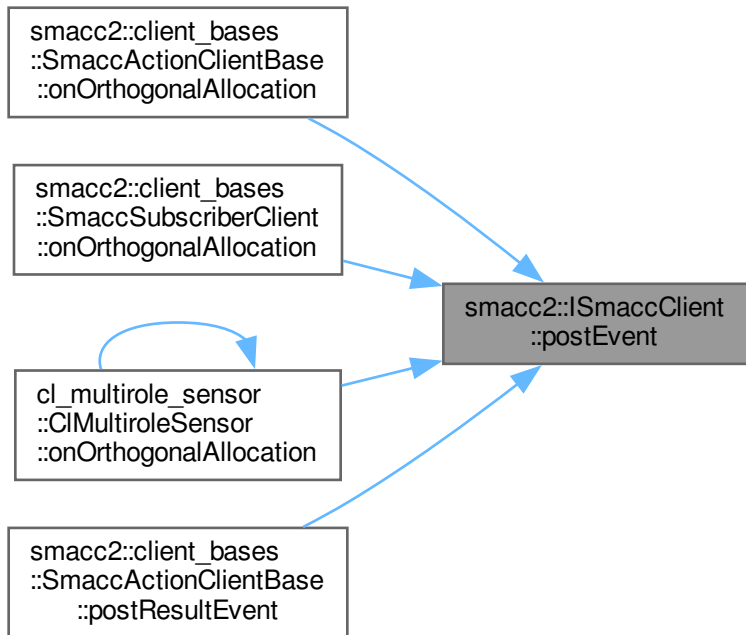 smacc2::client_bases
::SmaccActionClientBase
::onOrthogonalAllocation
smacc2::client_bases
::SmaccSubscriberClient
::onOrthogonalAllocation
smacc2::ISmaccClient
::postEvent
cl_multirole_sensor
::ClMultiroleSensor
::onOrthogonalAllocation
smacc2::client_bases
::SmaccActionClientBase
::postResultEvent